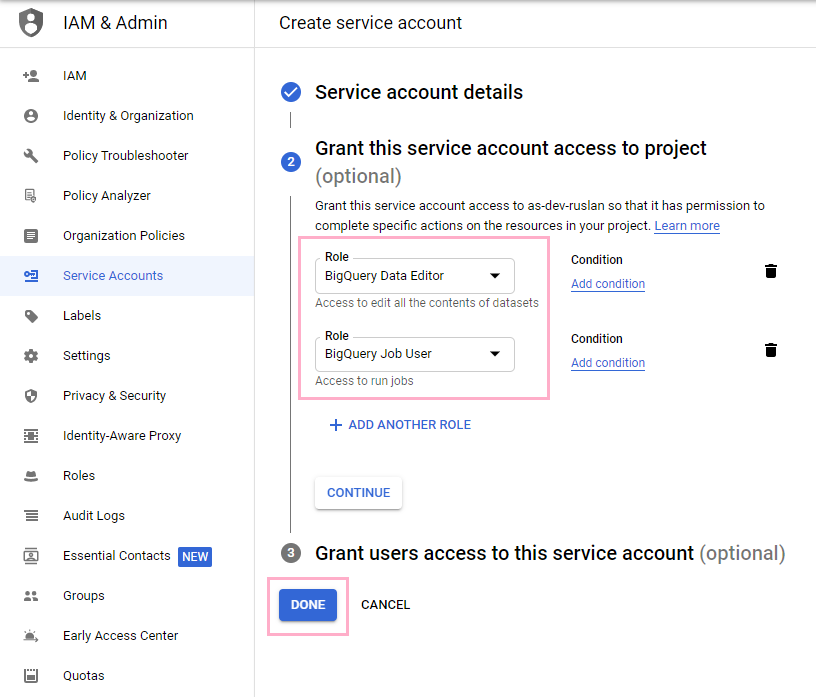 IAM & Admin
Create service account
IAM
Identity & Organization
Policy Troubleshooter
Policy Analyzer
Organization Policies
Service Accounts
Labels
Settings
Privacy & Security
Identity-Aware Proxy
Roles
Audit Logs
Essential Contacts NEW
Groups
Early Access Center
Quotas
Service account details
2
Grant this service account access to project
(optional)
Grant this service account access to as-dev-ruslan so that it has permission to
complete specific actions on the resources in your project. Learn more
Role
BigQuery Data Editor
Access to edit all the contents of datasets
Condition
Add condition
Role
BigQuery Job User
Access to run jobs
Condition
Add condition
+ ADD ANOTHER ROLE
CONTINUE
3
Grant users access to this service account (optional)
DONE
CANCEL